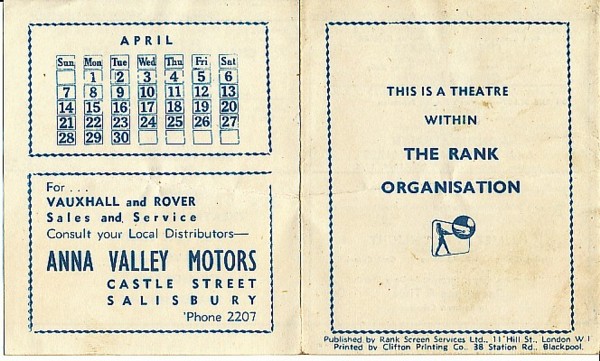 APRIL
Sun Mon Tue Wed Thu Fri Sat
1 2 3 4 5 6
7 8 9 10 11 12 13
14 15 16 17 18 19 20
21 22 23 24 25 26 27
28 29 30
For . . .
VAUXHALL and ROVER
Sales and Service
Consult your Local Distributors—
ANNA VALLEY MOTORS
CASTLE STREET
SALISBURY
'Phone 2207
THIS IS A THEATRE
WITHIN
THE RANK
ORGANISATION
Published by Rank Screen Services Ltd., 11 Hill St., London W.1
Printed by Clifton Printing Co. 38 Station Rd., Blackpool.